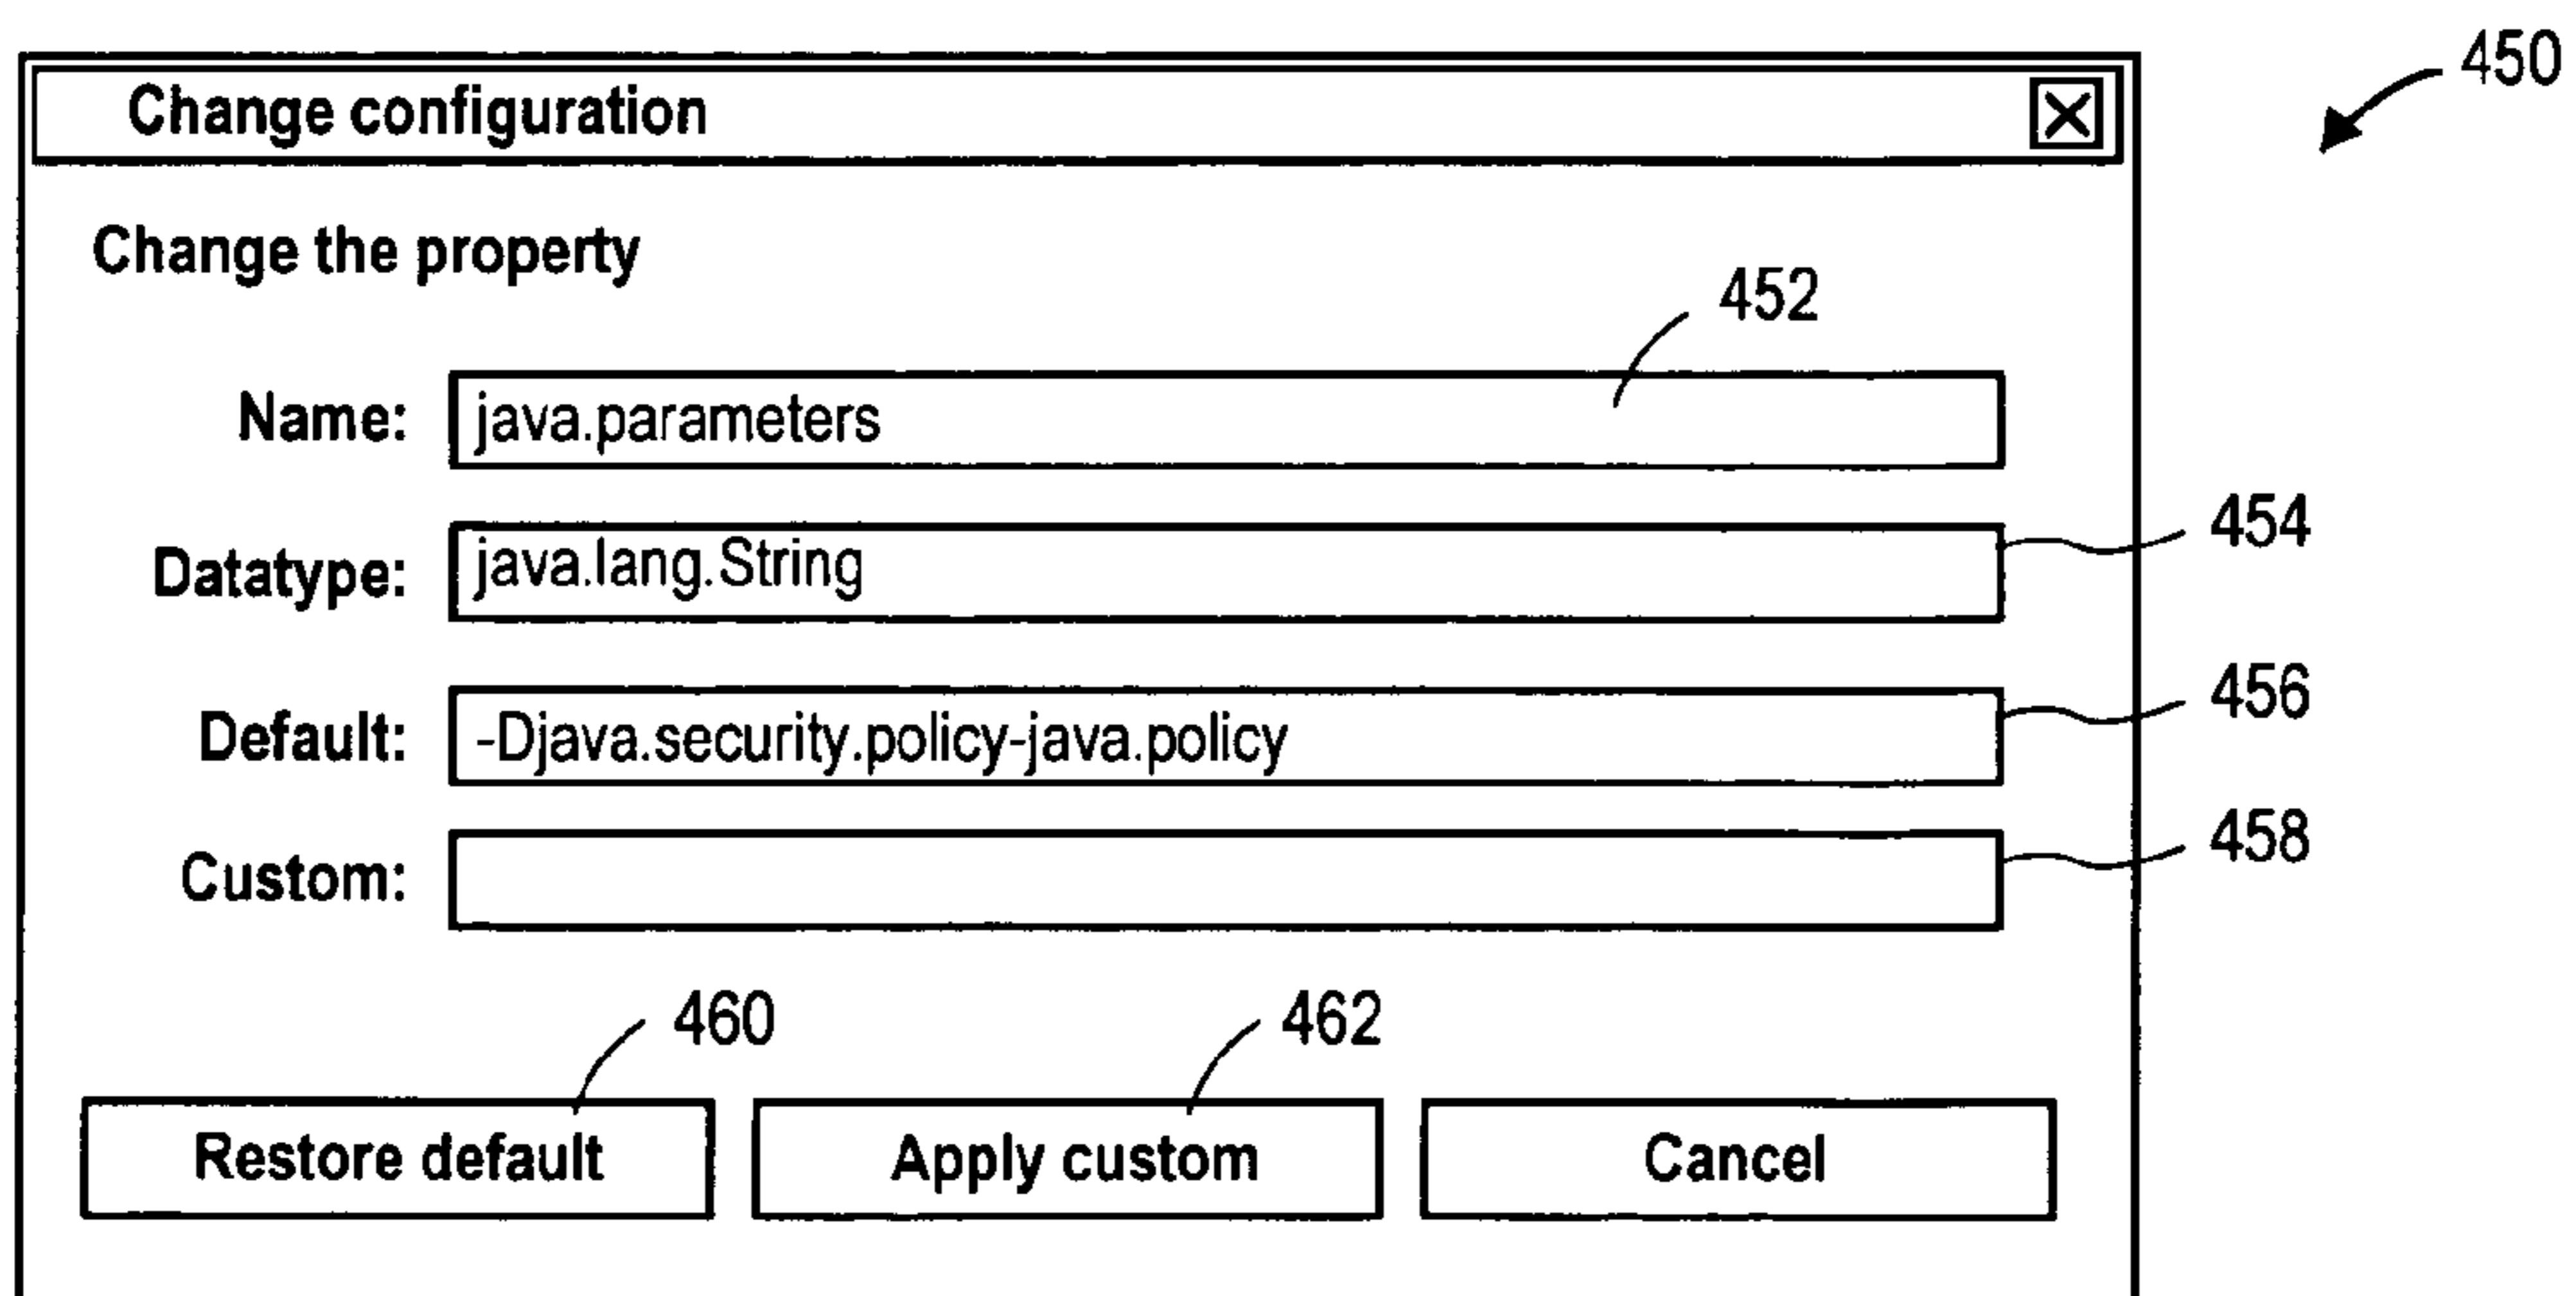 450
Change configuration
Change the property
452
Name: java.parameters
Datatype: java.lang.String 454
Default: -Djava.security.policy-java.policy 456
Custom: 458
460 462
Restore default Apply custom Cancel